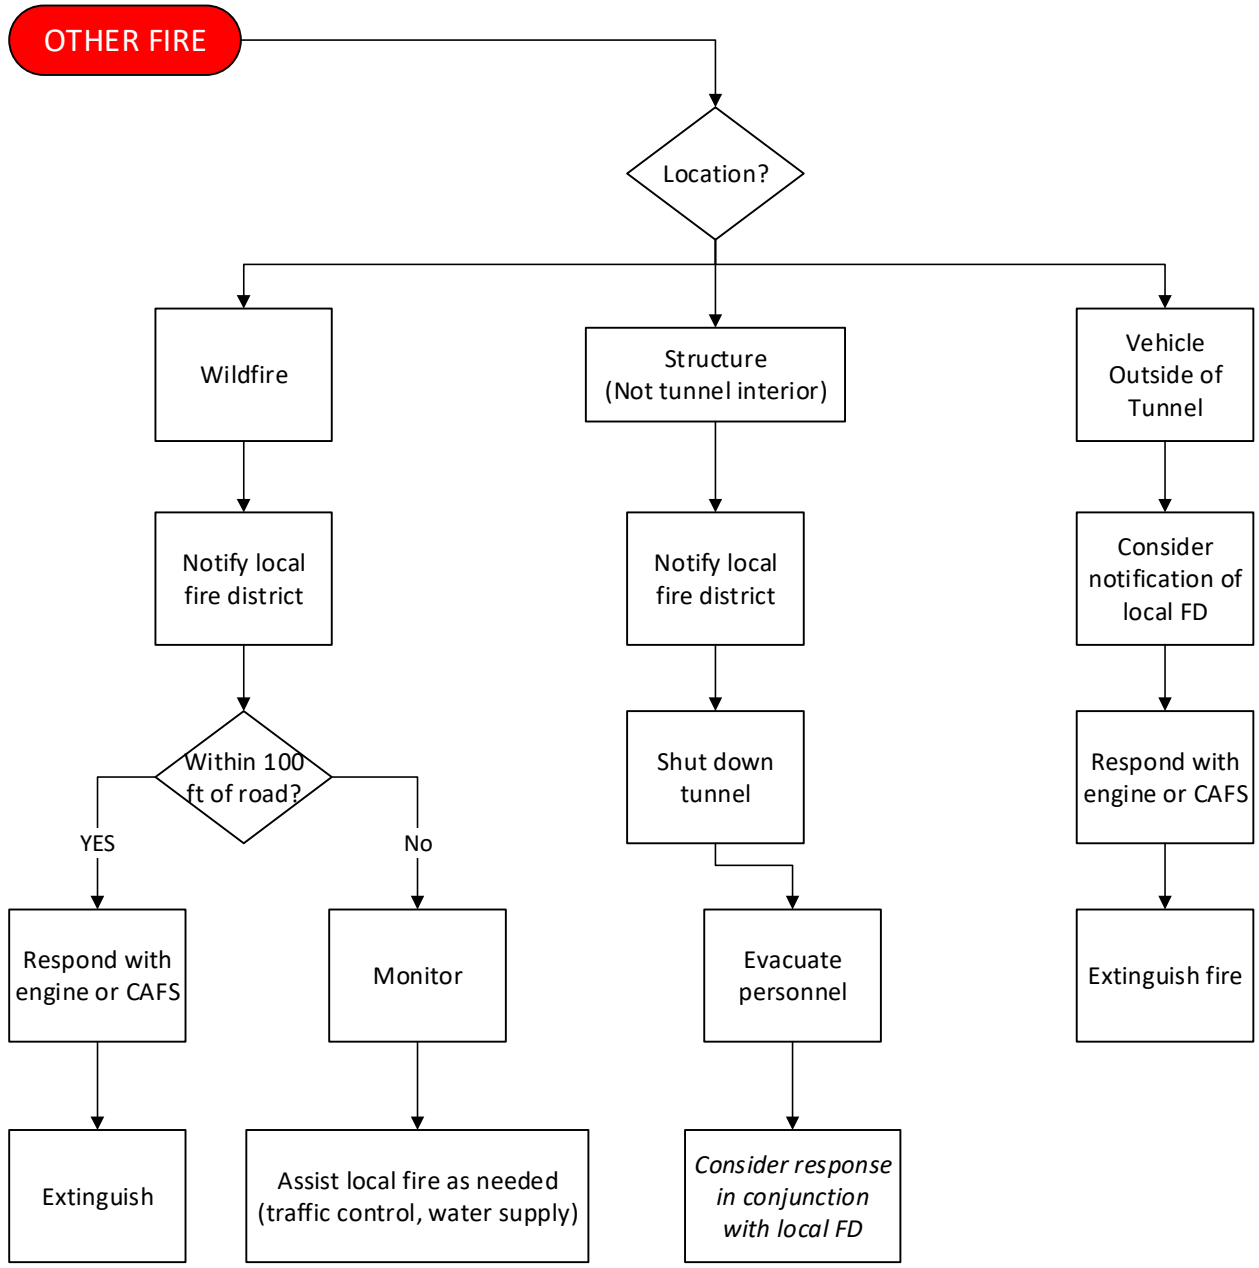 OTHER FIRE
Location?
Wildfire
Structure
(Not tunnel interior)
Vehicle
Outside of
Tunnel
Notify local
fire district
Notify local
fire district
Consider
notification of
local FD
Within 100
ft of road?
Shut down
tunnel
Respond with
engine or CAFS
YES
No
Respond with
engine or CAFS
Monitor
Evacuate
personnel
Extinguish fire
Extinguish
Assist local fire as needed
(traffic control, water supply)
Consider response
in conjunction
with local FD